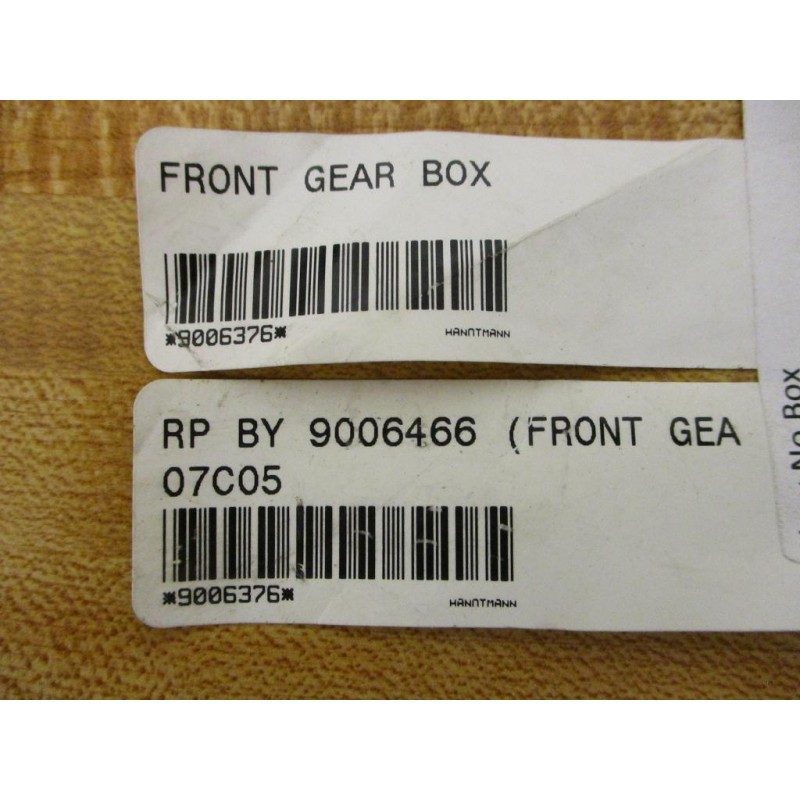 FRONT GEAR BOX
*9006376*
HANNTMANN
RP BY 9006466 (FRONT GEA
07C05
*9006376*
HANNTMANN
No Box